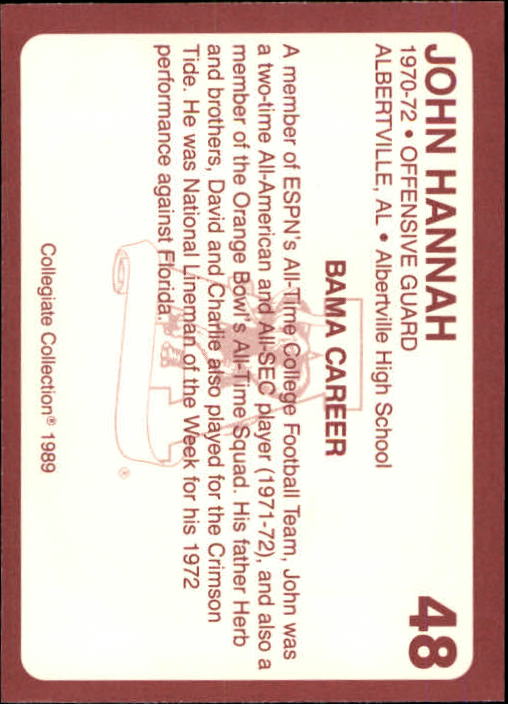 JOHN HANNAH
48
1970-72 • OFFENSIVE GUARD
ALBERTVILLE, AL • Albertville High School
BAMA CAREER
A member of ESPN's All-Time College Football Team, John was
a two-time All-American and All-SEC player (1971-72), and also a
member of the Orange Bowl's All-Time Squad. His father Herb
and brothers, David and Charlie also played for the Crimson
Tide. He was National Lineman of the Week for his 1972
performance against Florida.
®
Collegiate Collection® 1989